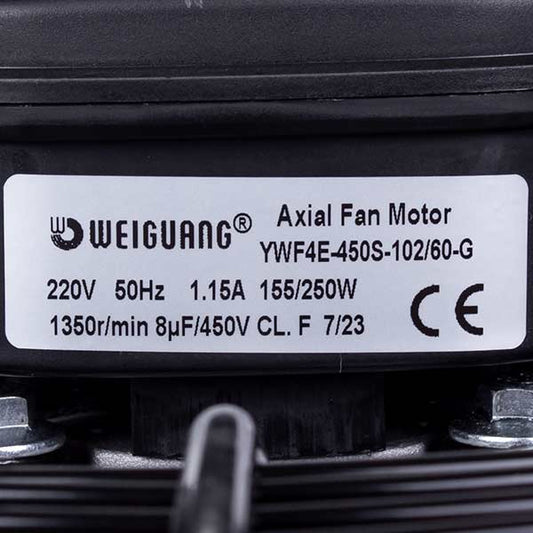 WEIGUANG® Axial Fan Motor
YWF4E-450S-102/60-G
220V 50Hz 1.15A 155/250W
1350r/min 8µF/450V CL. F 7/23
CE